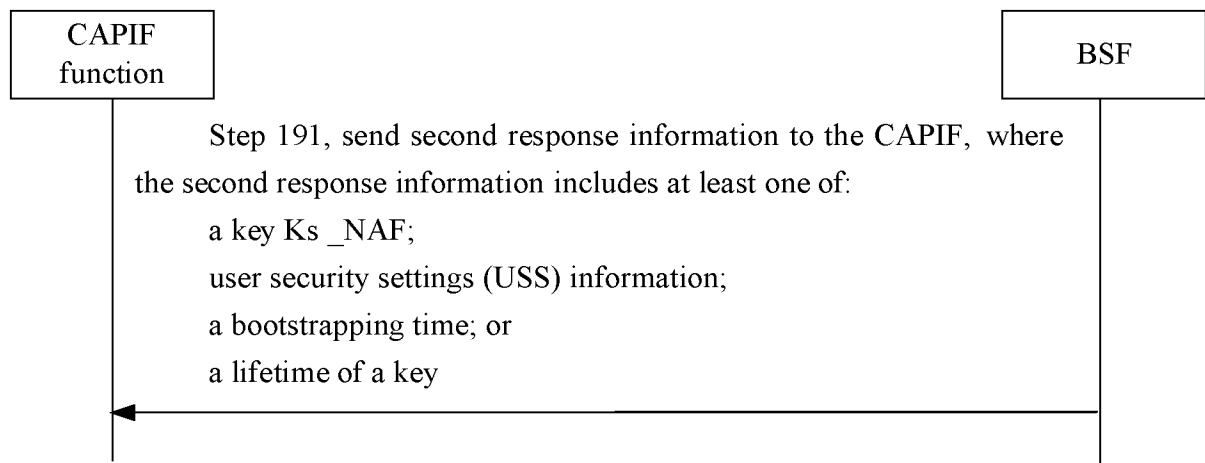 CAPIF
function
BSF
Step 191, send second response information to the CAPIF, where
the second response information includes at least one of:
a key Ks _NAF;
user security settings (USS) information;
a bootstrapping time; or
a lifetime of a key